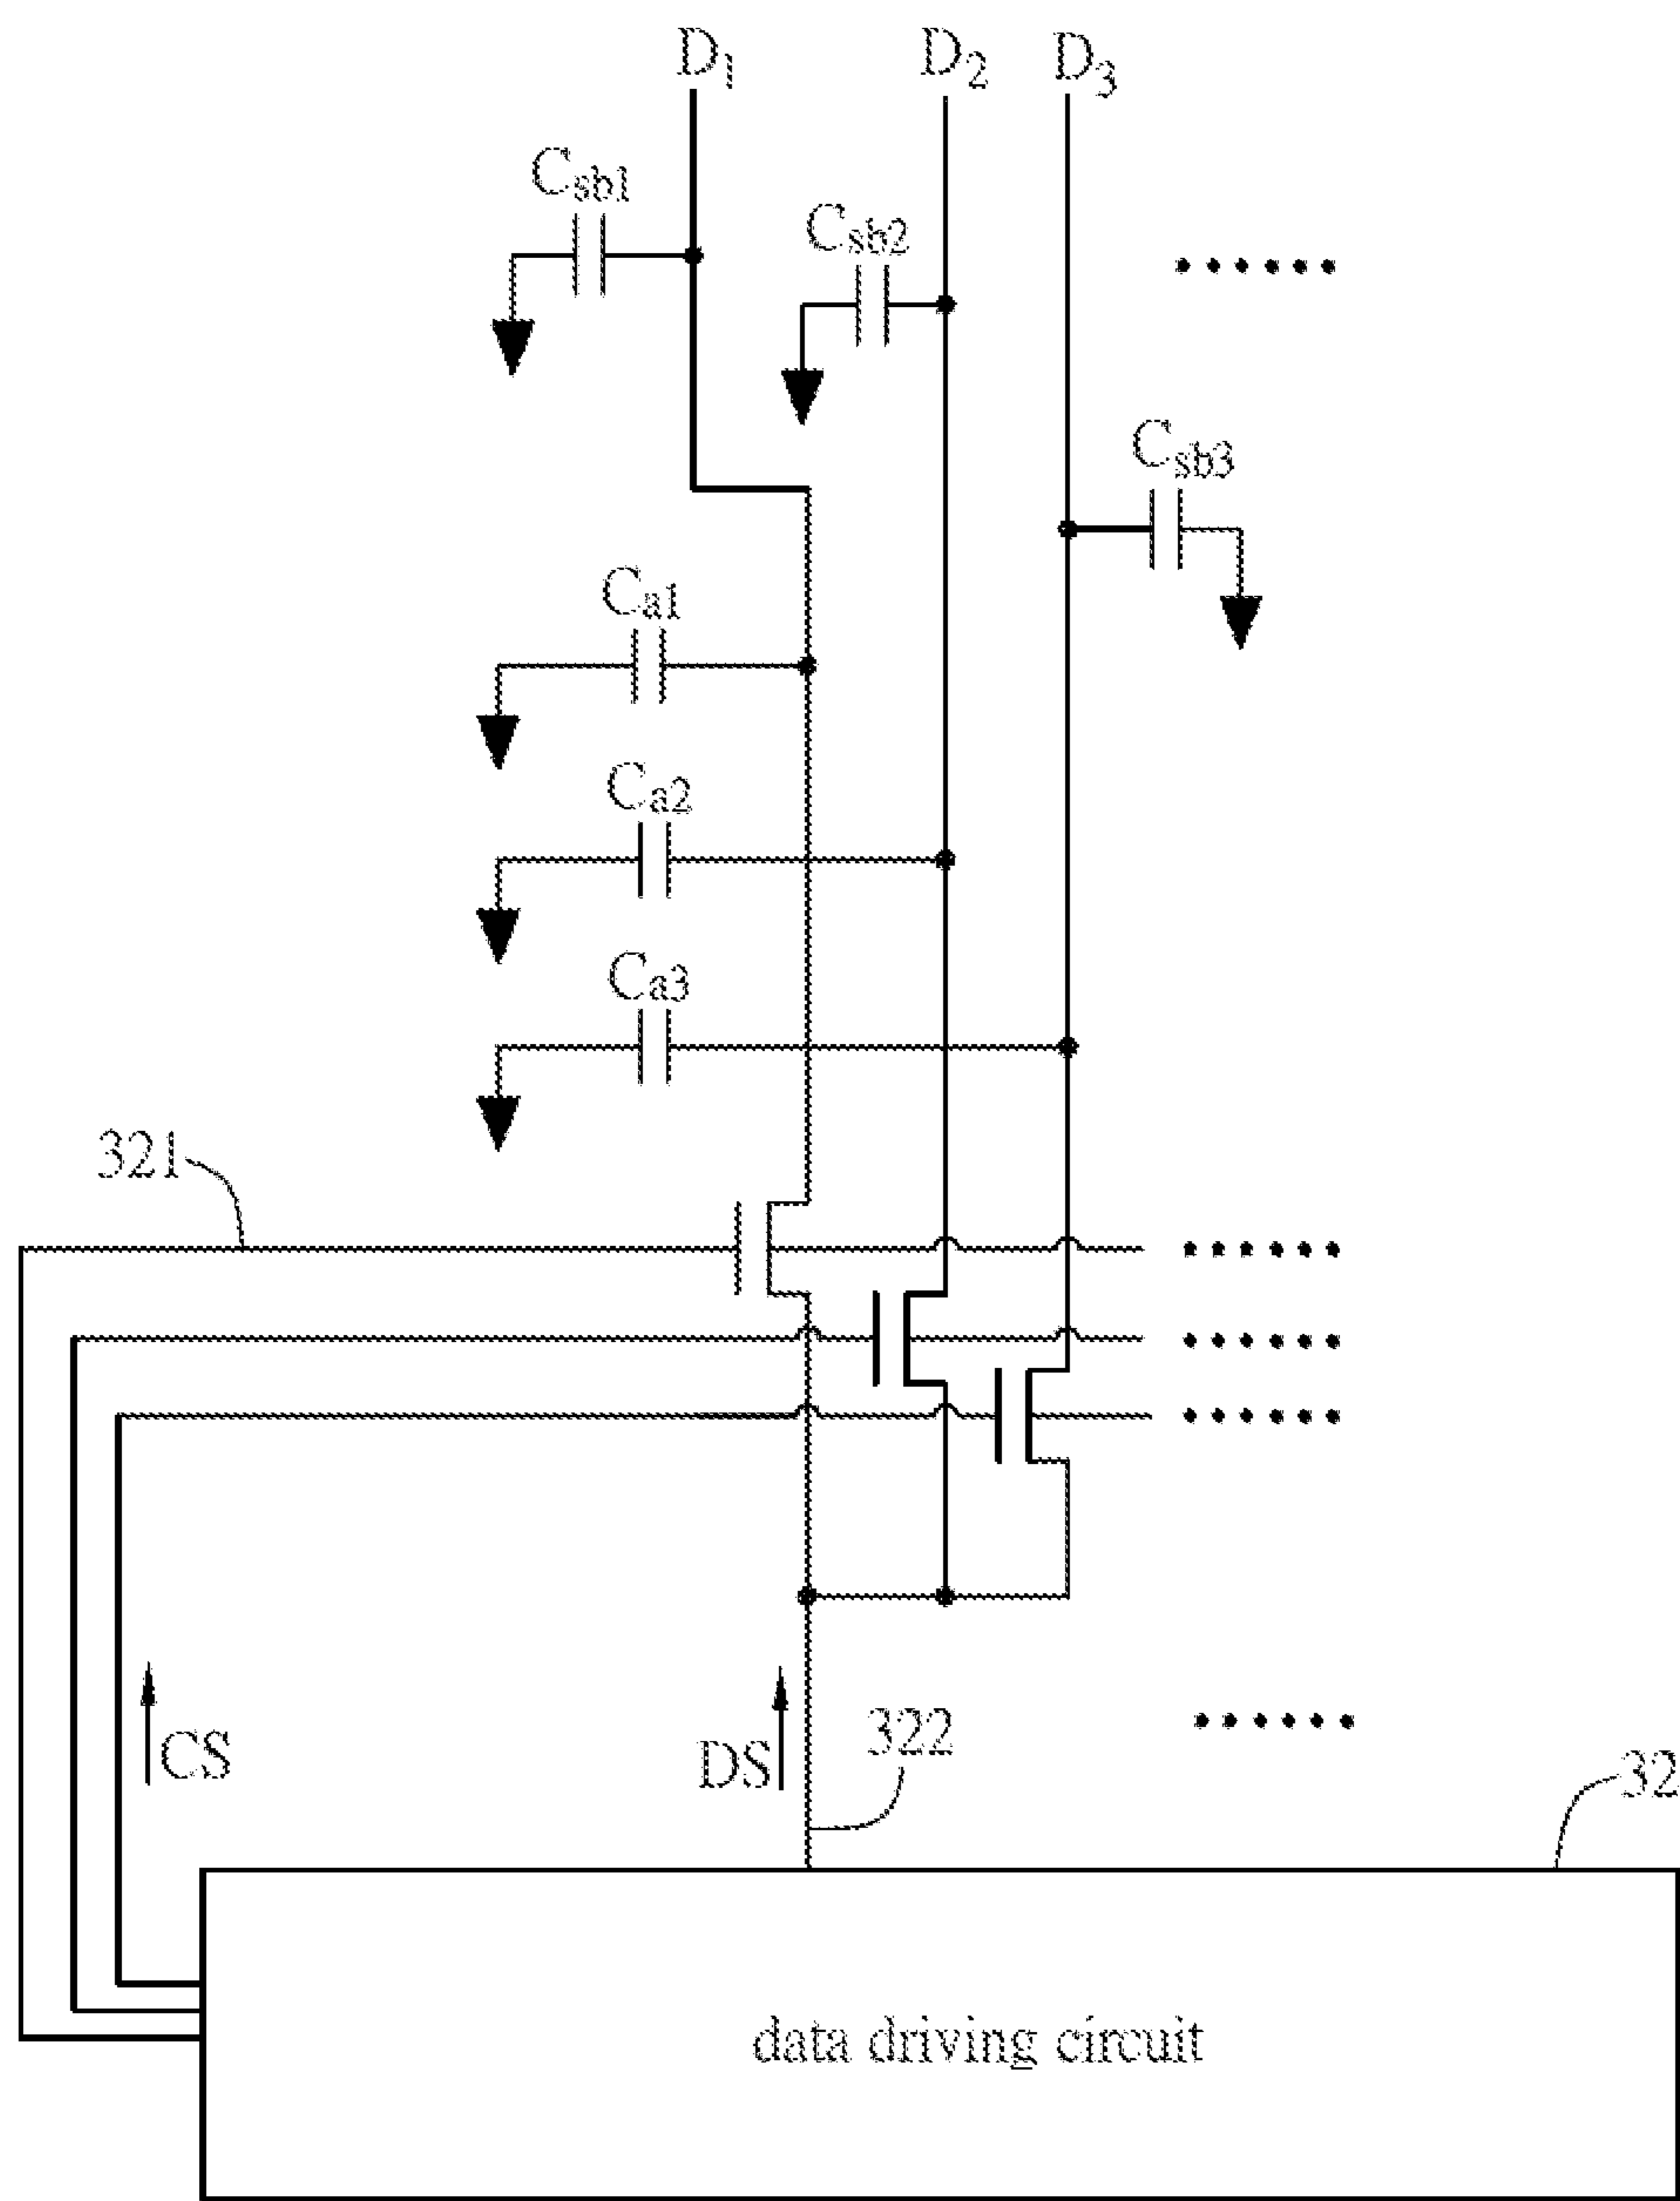 D1 D2 D3
Csb1
Csb2
Csb3
Ca1
Ca2
Ca3
321
CS
DS
322
32
data driving circuit